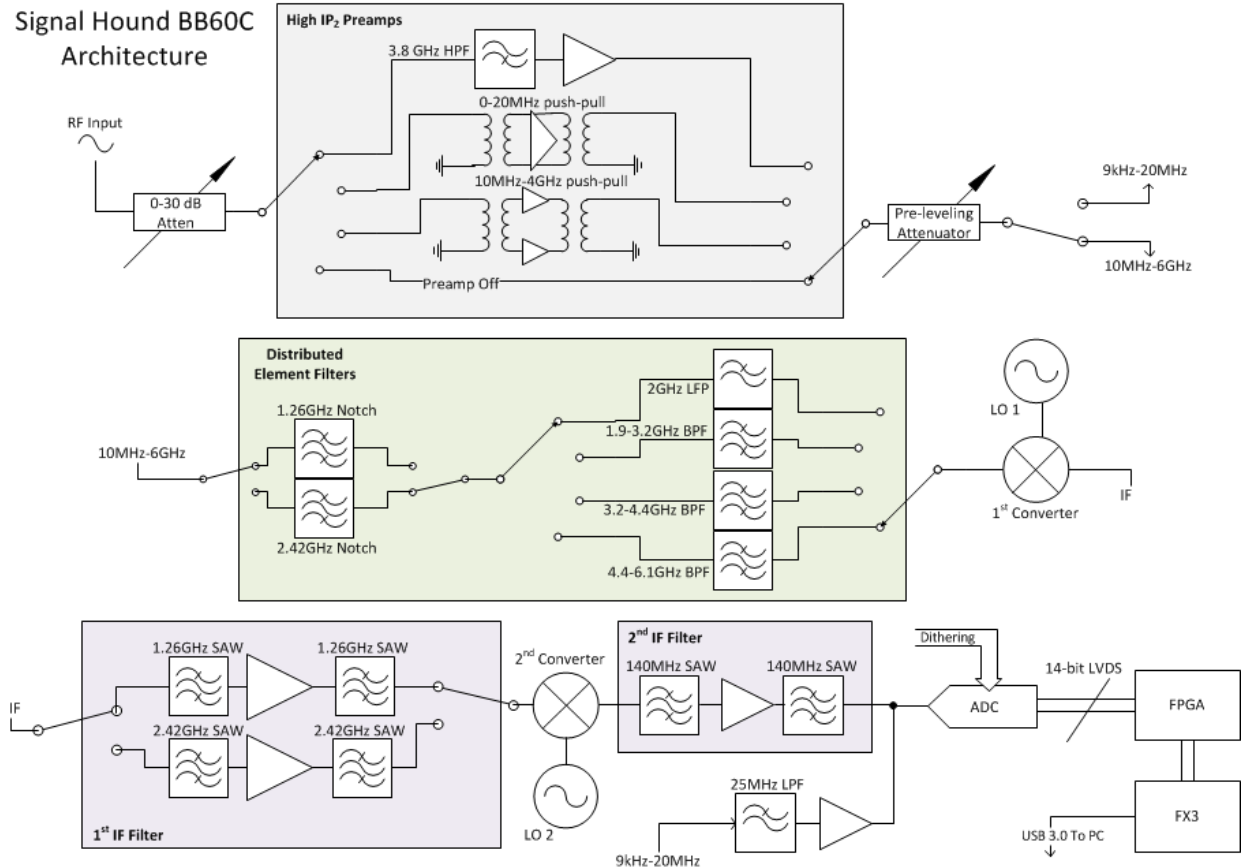 Signal Hound BB60C
Architecture
High IP2 Preamps
3.8 GHz HPF
0-20MHz push-pull
RF Input
10MHz-4GHz push-pull
0-30 dB
Atten
Preamp Off
Pre-leveling
Attenuator
9kHz-20MHz
10MHz-6GHz
Distributed
Element Filters
1.26GHz Notch
10MHz-6GHz
2.42GHz Notch
2GHz LFP
1.9-3.2GHz BPF
3.2-4.4GHz BPF
4.4-6.1GHz BPF
LO 1
1st Converter
IF
IF
1.26GHz SAW
1.26GHz SAW
2.42GHz SAW
2.42GHz SAW
1st IF Filter
2nd Converter
LO 2
2nd IF Filter
140MHz SAW
140MHz SAW
25MHz LPF
9kHz-20MHz
Dithering
ADC
14-bit LVDS
FPGA
FX3
USB 3.0 To PC